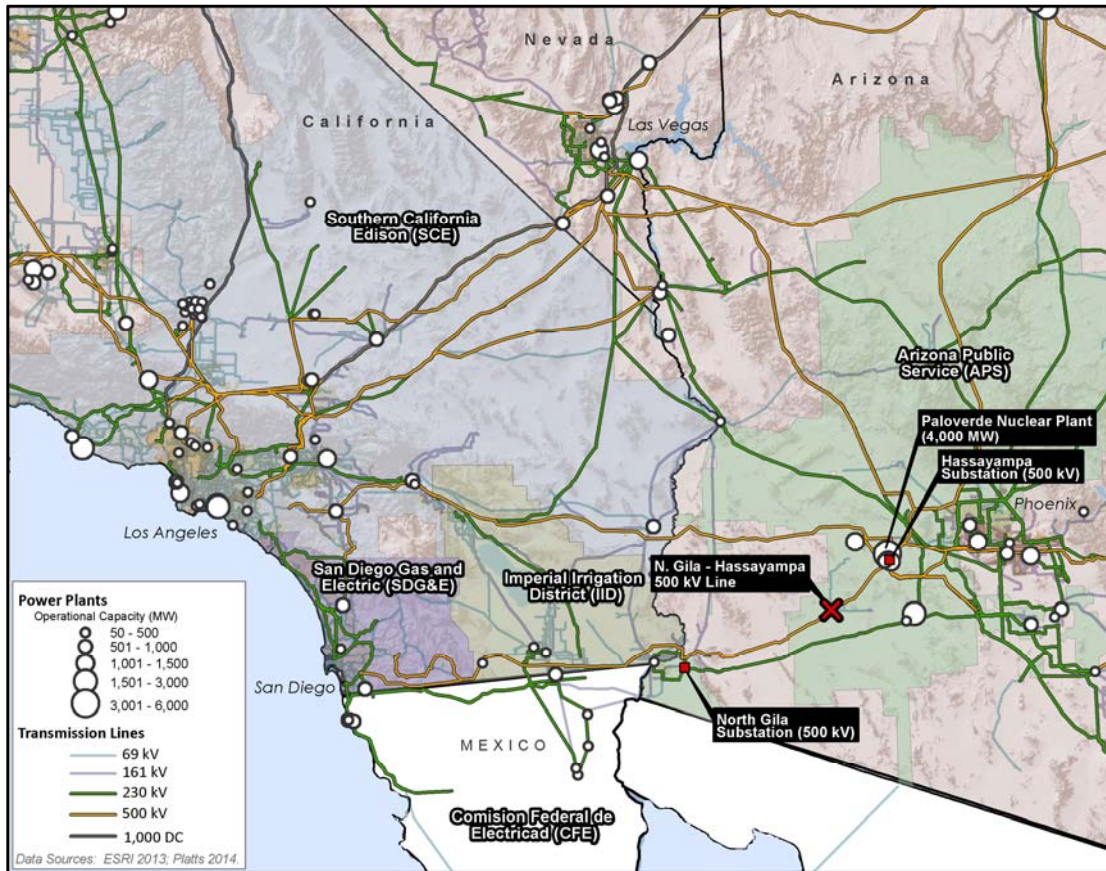 Nevada
Arizona
California
Las Vegas
Southern California
Edison (SCE)
Arizona Public
Service (APS)
Paloverde Nuclear Plant
(4,000 MW)
Hassayampa
Substation (500 kV)
Phoenix
Los Angeles
San Diego Gas and
Electric (SDG&E)
Imperial Irrigation
District (IID)
N. Gila - Hassayampa
500 kV Line
San Diego
North Gila
Substation (500 kV)
MEXICO
Comision Federal de
Electricad (CFE)
Power Plants
Operational Capacity (MW)
50 - 500
501 - 1,000
1,001 - 1,500
1,501 - 3,000
3,001 - 6,000
Transmission Lines
69 kV
161 kV
230 kV
500 kV
1,000 DC
Data Sources: ESRI 2013; Platts 2014.